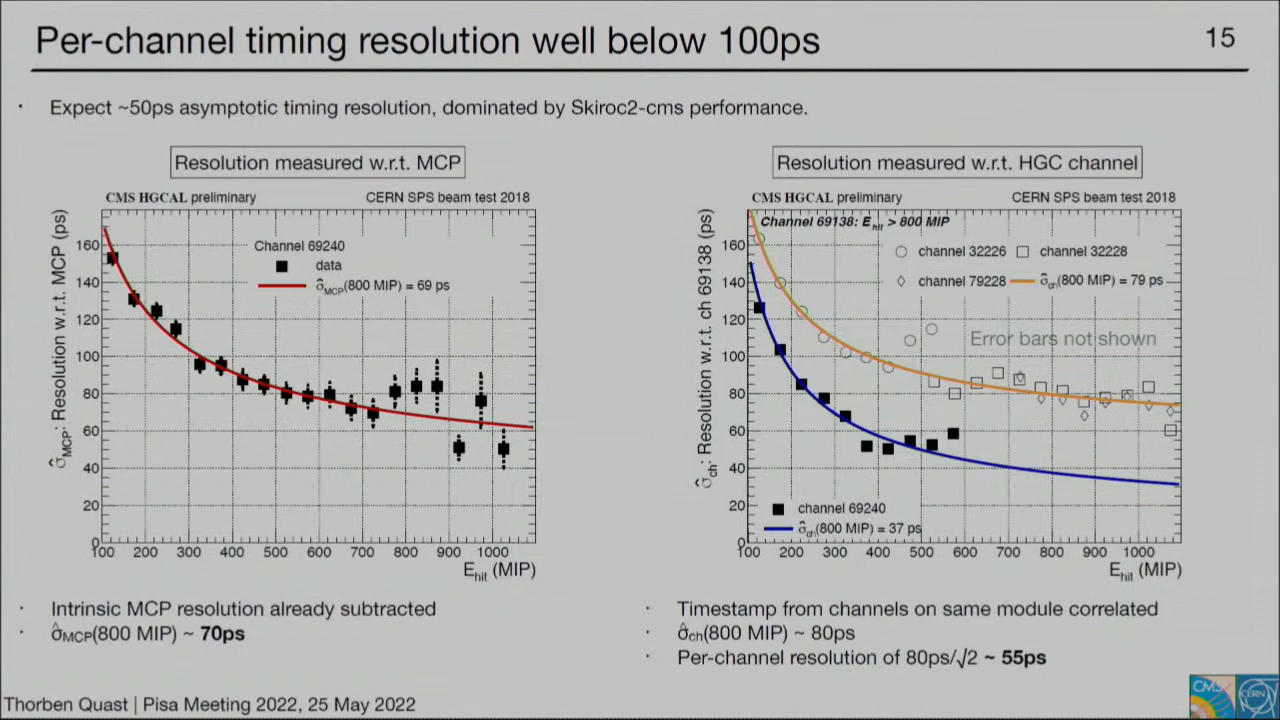 Per-channel timing resolution well below 100ps
15
· Expect ~50ps asymptotic timing resolution, dominated by Skiroc2-cms performance.
Resolution measured w.r.t. MCP
CMS HGCAL preliminary CERN SPS beam test 2018
σ̂MCP: Resolution w.r.t. MCP (ps)
160
140
120
100
80
60
40
20
0
Channel 69240
data
σ̂MCP(800 MIP) = 69 ps
100 200 300 400 500 600 700 800 900 1000
Ehit (MIP)
· Intrinsic MCP resolution already subtracted
· σ̂MCP(800 MIP) ~ 70ps
Resolution measured w.r.t. HGC channel
CMS HGCAL preliminary CERN SPS beam test 2018
σ̂ch: Resolution w.r.t. ch 69138 (ps)
160
140
120
100
80
60
40
20
0
Channel 69138: Ehit > 800 MIP
channel 32226 channel 32228
channel 79228 σ̂ch(800 MIP) = 79 ps
Error bars not shown
channel 69240
σ̂ch(800 MIP) = 37 ps
100 200 300 400 500 600 700 800 900 1000
Ehit (MIP)
· Timestamp from channels on same module correlated
· σ̂ch(800 MIP) ~ 80ps
· Per-channel resolution of 80ps/√2 ~ 55ps
Thorben Quast | Pisa Meeting 2022, 25 May 2022
CMS
CERN